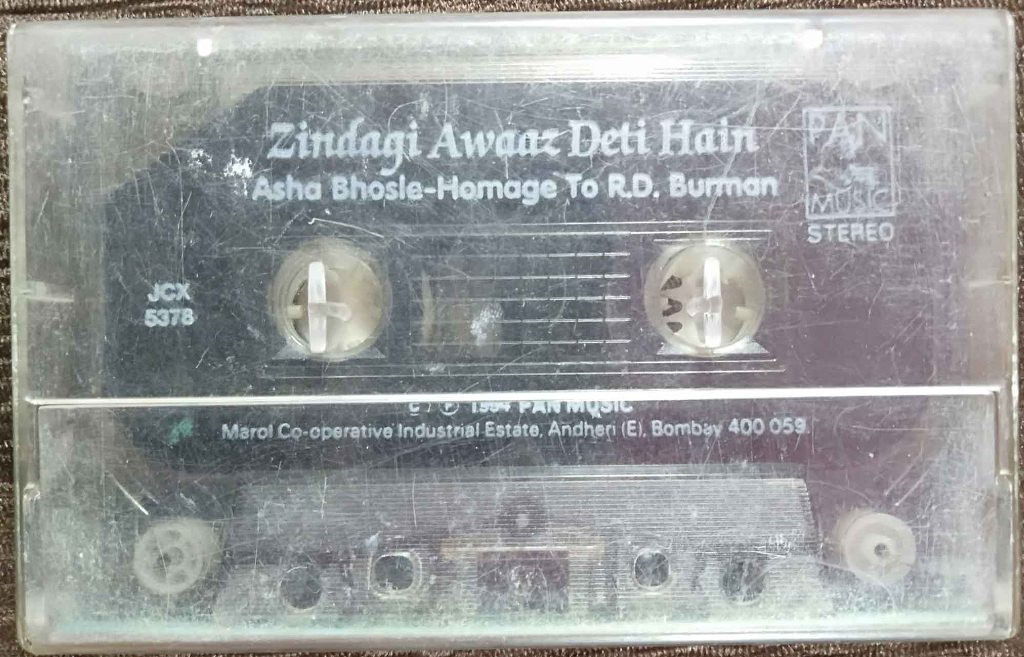 Zindagi Awaaz Deti Hain
Asha Bhosle-Homage To R.D. Burman
PAN
MUSIC
STEREO
JCX
5378
© ℗ 1994 PAN MUSIC
Marol Co-operative Industrial Estate, Andheri (E), Bombay 400 059